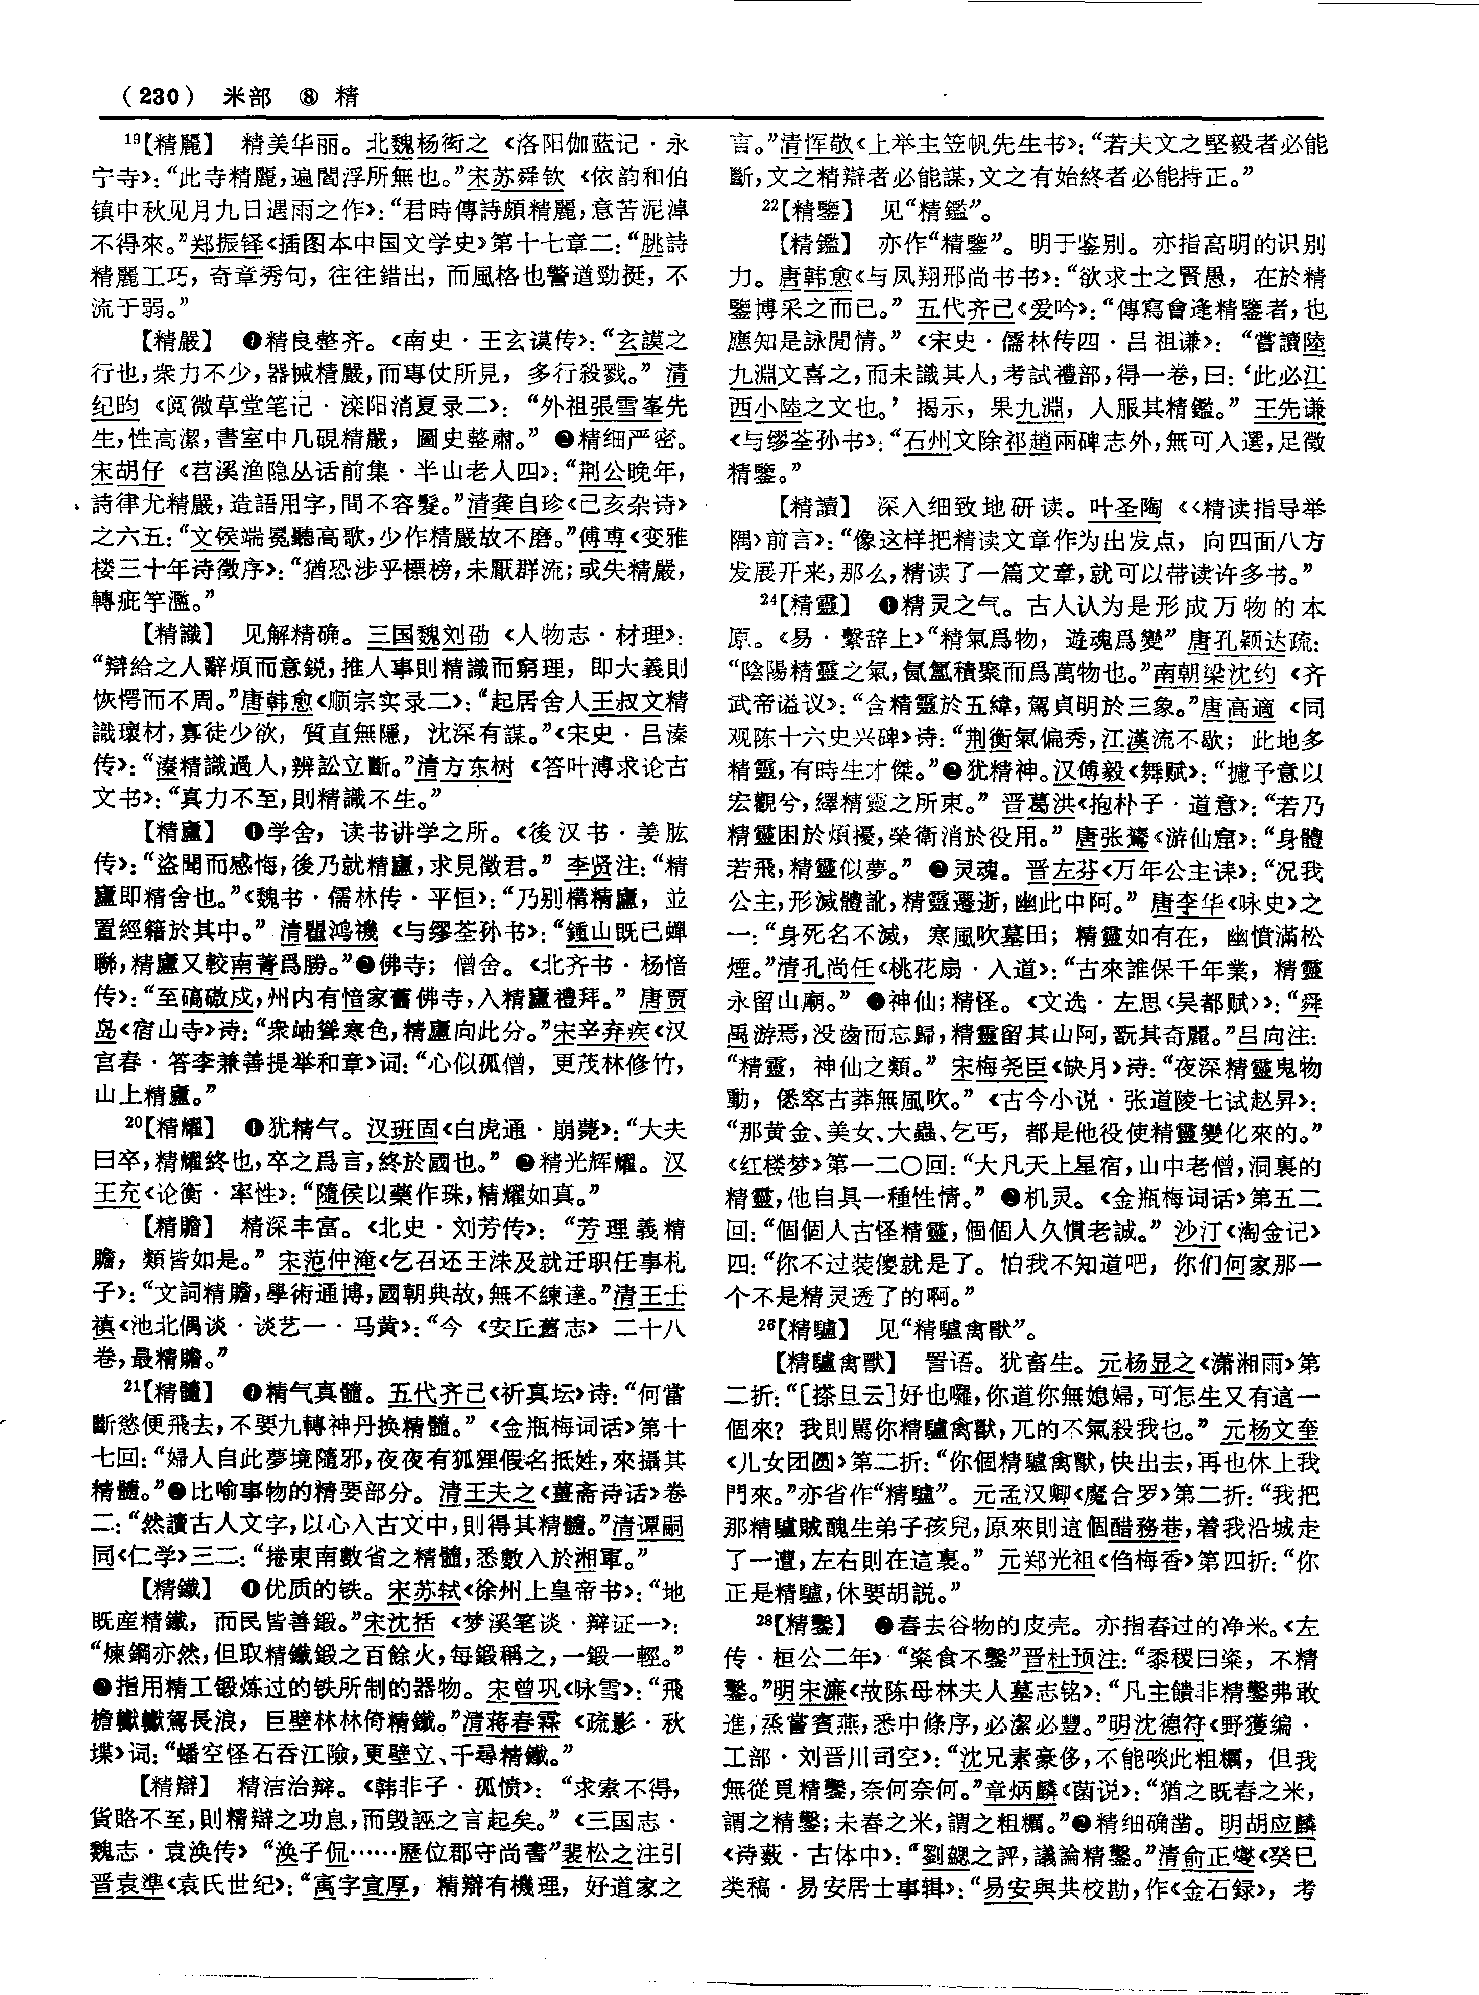 （230） 米部 ⑧ 精
19【精麗】 精美华丽。北魏杨衒之《洛阳伽蓝记·永
宁寺》：“此寺精麗，遍閻浮所無也。”宋苏舜钦《依韵和伯
镇中秋见月九日遇雨之作》：“君時傳詩頗精麗，意苦泥淖
不得來。”郑振铎《插图本中国文学史》第十七章二：“朓詩
精麗工巧，奇章秀句，往往錯出，而風格也警遒勁挺，不
流于弱。”
【精嚴】 ❶精良整齐。《南史·王玄谟传》：“玄謨之
行也，衆力不少，器械精嚴，而專仗所見，多行殺戮。”清
纪昀《阅微草堂笔记·滦阳消夏录二》：“外祖張雪峯先
生，性高潔，書室中几硯精嚴，圖史整肅。”❷精细严密。
宋胡仔《苕溪渔隐丛话前集·半山老人四》：“荆公晚年，
詩律尤精嚴，造語用字，間不容髮。”清龚自珍《己亥杂诗》
之六五：“文侯端冕聽高歌，少作精嚴故不磨。”傅尃《变雅
楼三十年诗徵序》：“猶恐涉乎標榜，未厭群流；或失精嚴，
轉疵竽濫。”
【精識】 见解精确。三国魏刘劭《人物志·材理》：
“辯給之人辭煩而意鋭，推人事則精識而窮理，即大義則
恢愕而不周。”唐韩愈《顺宗实录二》：“起居舍人王叔文精
識瓌材，寡徒少欲，質直無隱，沈深有謀。”《宋史·吕溱
传》：“溱精識過人，辨訟立斷。”清方东树《答叶溥求论古
文书》：“真力不至，則精識不生。”
【精廬】 ❶学舍，读书讲学之所。《後汉书·姜肱
传》：“盗聞而感悔，後乃就精廬，求見徵君。”李贤注：“精
廬即精舍也。”《魏书·儒林传·平恒》：“乃别構精廬，並
置經籍於其中。”清瞿鸿禨《与缪荃孙书》：“鍾山既已蟬
聯，精廬又較南菁爲勝。”❷佛寺；僧舍。《北齐书·杨愔
传》：“至碻磝戍，州内有愔家舊佛寺，入精廬禮拜。”唐贾
岛《宿山寺》诗：“衆岫聳寒色，精廬向此分。”宋辛弃疾《汉
宫春·答李兼善提举和章》词：“心似孤僧，更茂林修竹，
山上精廬。”
20【精耀】 ❶犹精气。汉班固《白虎通·崩薨》：“大夫
曰卒，精耀終也，卒之爲言，終於國也。”❷精光辉耀。汉
王充《论衡·率性》：“隨侯以藥作珠，精耀如真。”
【精贍】 精深丰富。《北史·刘芳传》：“芳理義精
贍，類皆如是。”宋范仲淹《乞召还王洙及就迁职任事札
子》：“文詞精贍，學術通博，國朝典故，無不練達。”清王士
禛《池北偶谈·谈艺一·马黄》：“今《安丘舊志》二十八
卷，最精贍。”
21【精髓】 ❶精气真髓。五代齐己《祈真坛》诗：“何當
斷慾便飛去，不要九轉神丹换精髓。”《金瓶梅词话》第十
七回：“婦人自此夢境隨邪，夜夜有狐狸假名抵姓，來攝其
精髓。”❷比喻事物的精要部分。清王夫之《薑斋诗话》卷
二：“然讀古人文字，以心入古文中，則得其精髓。”清谭嗣
同《仁学》三二：“捲東南數省之精髓，悉數入於湘軍。”
【精鐵】 ❶优质的铁。宋苏轼《徐州上皇帝书》：“地
既産精鐵，而民皆善鍛。”宋沈括《梦溪笔谈·辩证一》：
“煉鋼亦然，但取精鐵鍛之百餘火，每鍛稱之，一鍛一輕。”
❷指用精工锻炼过的铁所制的器物。宋曾巩《咏雪》：“飛
檐巘巘駕長浪，巨壁林林倚精鐵。”清蒋春霖《疏影·秋
堞》词：“蟠空怪石吞江險，更壁立、千尋精鐵。”
【精辯】 精洁治辩。《韩非子·孤愤》：“求索不得，
貨賂不至，則精辯之功息，而毁誣之言起矣。”《三国志·
魏志·袁涣传》“涣子侃……歷位郡守尚書”裴松之注引
晋袁準《袁氏世纪》：“寓字宣厚，精辯有機理，好道家之
言。”清恽敬《上举主笠帆先生书》：“若夫文之堅毅者必能
斷，文之精辯者必能謀，文之有始終者必能持正。”
22【精鑒】 见“精鑑”。
【精鑑】 亦作“精鑒”。明于鉴别。亦指高明的识别
力。唐韩愈《与凤翔邢尚书书》：“欲求士之賢愚，在於精
鑒博采之而已。”五代齐己《爱吟》：“傳寫會逢精鑒者，也
應知是詠閒情。”《宋史·儒林传四·吕祖谦》：“嘗讀陸
九淵文喜之，而未識其人，考試禮部，得一卷，曰：‘此必江
西小陸之文也。’揭示，果九淵，人服其精鑑。”王先谦
《与缪荃孙书》：“石州文除祁趙兩碑志外，無可入選，足徵
精鑒。”
【精讀】 深入细致地研读。叶圣陶《〈精读指导举
隅〉前言》：“像这样把精读文章作为出发点，向四面八方
发展开来，那么，精读了一篇文章，就可以带读许多书。”
24【精靈】 ❶精灵之气。古人认为是形成万物的本
原。《易·繫辞上》“精氣爲物，遊魂爲變”唐孔颖达疏：
“陰陽精靈之氣，氤氲積聚而爲萬物也。”南朝梁沈约《齐
武帝谥议》：“含精靈於五緯，駕貞明於三象。”唐高適《同
观陈十六史兴碑》诗：“荆衡氣偏秀，江漢流不歇；此地多
精靈，有時生才傑。”❷犹精神。汉傅毅《舞赋》：“攄予意以
宏觀兮，繹精靈之所束。”晋葛洪《抱朴子·道意》：“若乃
精靈困於煩擾，榮衛消於役用。”唐张鷟《游仙窟》：“身體
若飛，精靈似夢。”❸灵魂。晋左芬《万年公主诔》：“况我
公主，形滅體訛，精靈遷逝，幽此中阿。”唐李华《咏史》之
一：“身死名不滅，寒風吹墓田；精靈如有在，幽憤滿松
煙。”清孔尚任《桃花扇·入道》：“古來誰保千年業，精靈
永留山廟。”❹神仙；精怪。《文选·左思〈吴都赋〉》：“舜
禹游焉，没齒而忘歸，精靈留其山阿，翫其奇麗。”吕向注：
“精靈，神仙之類。”宋梅尧臣《缺月》诗：“夜深精靈鬼物
動，僁窣古莽無風吹。”《古今小说·张道陵七试赵昇》：
“那黄金、美女、大蟲、乞丐，都是他役使精靈變化來的。”
《红楼梦》第一二〇回：“大凡天上星宿，山中老僧，洞裏的
精靈，他自具一種性情。”❺机灵。《金瓶梅词话》第五二
回：“個個人古怪精靈，個個人久慣老誠。”沙汀《淘金记》
四：“你不过装傻就是了。怕我不知道吧，你们何家那一
个不是精灵透了的啊。”
26【精驢】 见“精驢禽獸”。
【精驢禽獸】 詈语。犹畜生。元杨显之《潇湘雨》第
二折：“［搽旦云］好也囉，你道你無媳婦，可怎生又有這一
個來？我則駡你精驢禽獸，兀的不氣殺我也。”元杨文奎
《儿女团圆》第二折：“你個精驢禽獸，快出去，再也休上我
門來。”亦省作“精驢”。元孟汉卿《魔合罗》第二折：“我把
那精驢賊醜生弟子孩兒，原來則這個醋務巷，着我沿城走
了一遭，左右則在這裏。”元郑光祖《㑇梅香》第四折：“你
正是精驢，休要胡説。”
28【精鑿】 ❶舂去谷物的皮壳。亦指舂过的净米。《左
传·桓公二年》“粢食不鑿”晋杜预注：“黍稷曰粢，不精
鑿。”明宋濂《故陈母林夫人墓志铭》：“凡主饋非精鑿弗敢
進，烝嘗賓燕，悉中條序，必潔必豐。”明沈德符《野獲编·
工部·刘晋川司空》：“沈兄素豪侈，不能啖此粗糲，但我
無從覓精鑿，奈何奈何。”章炳麟《菌说》：“猶之既舂之米，
謂之精鑿；未舂之米，謂之粗糲。”❷精细确凿。明胡应麟
《诗薮·古体中》：“劉勰之評，議論精鑿。”清俞正燮《癸巳
类稿·易安居士事辑》：“易安與共校勘，作《金石録》，考